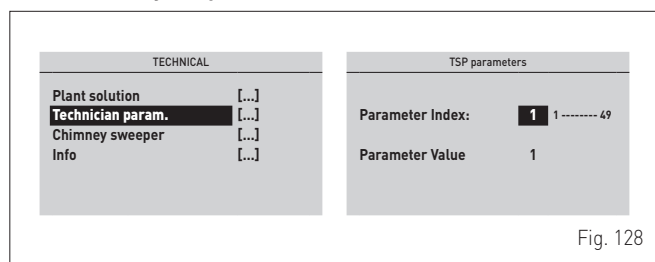 TECHNICAL
Plant solution [...]
Technician param. [...]
Chimney sweeper [...]
Info [...]
TSP parameters
Parameter Index: 1 1 -------- 49
Parameter Value 1
Fig. 128